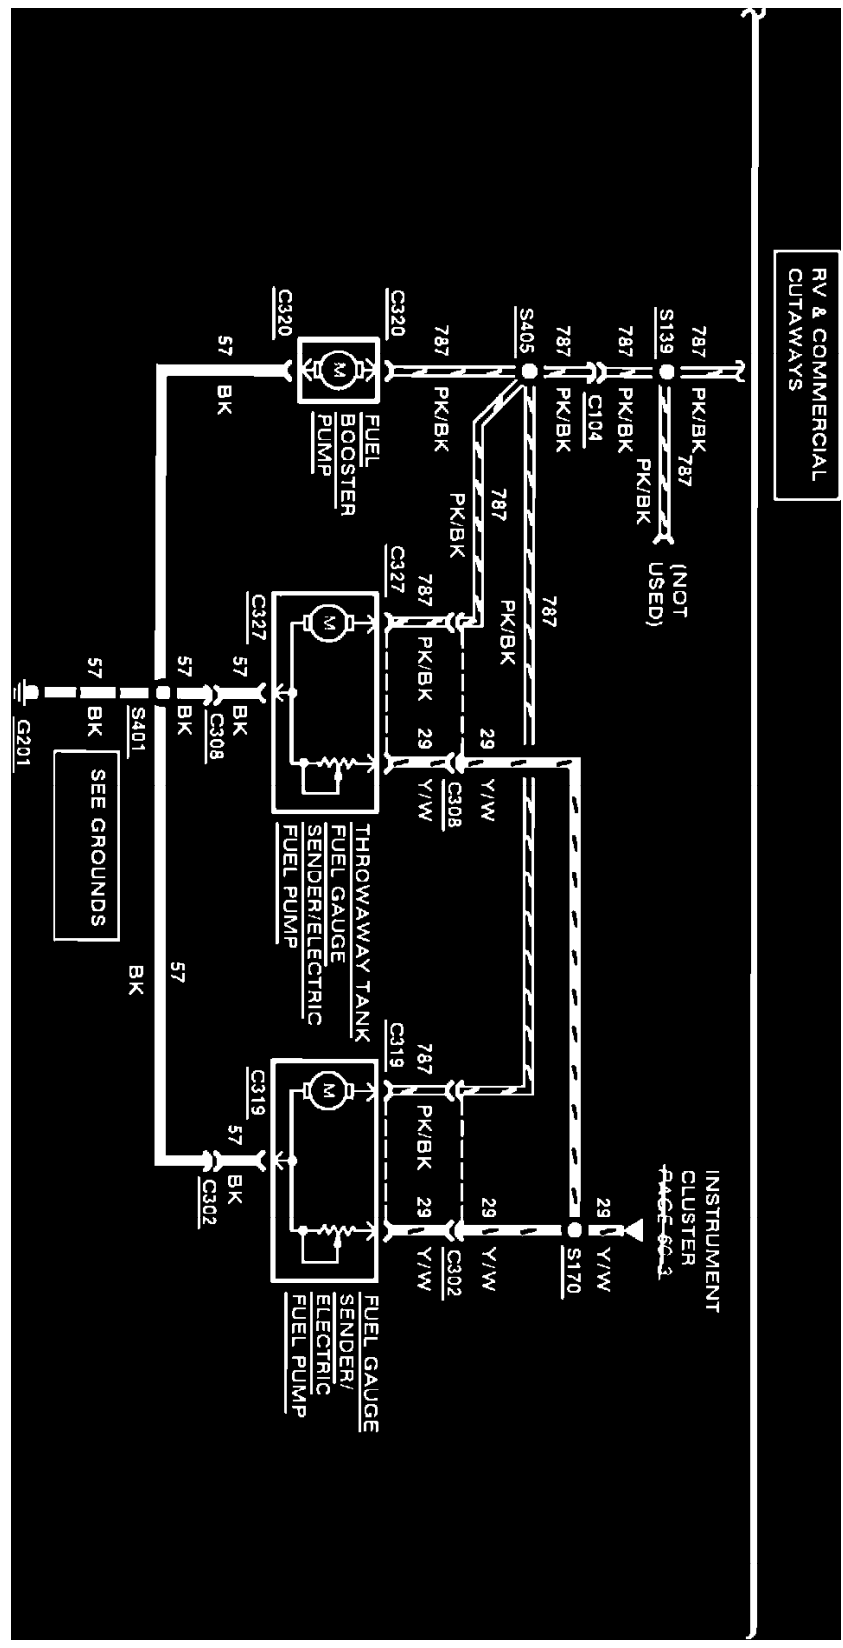 RV & COMMERCIAL
CUTAWAYS
787
PK/BK
S139
787
PK/BK
(NOT
USED)
787
PK/BK
C104
787
PK/BK
S405
787
PK/BK
787
PK/BK
787
PK/BK
C320
C320
FUEL
BOOSTER
PUMP
57
BK
C327
787
PK/BK
29
Y/W
C308
29
Y/W
C327
THROWAWAY TANK
FUEL GAUGE
SENDER/ELECTRIC
FUEL PUMP
57
BK
C308
57
BK
S401
57
BK
G201
SEE GROUNDS
57
BK
INSTRUMENT
CLUSTER
PAGE 60-3
29
Y/W
S170
29
Y/W
C302
29
Y/W
C319
787
PK/BK
C319
FUEL GAUGE
SENDER/
ELECTRIC
FUEL PUMP
57
BK
C302
M
M
M